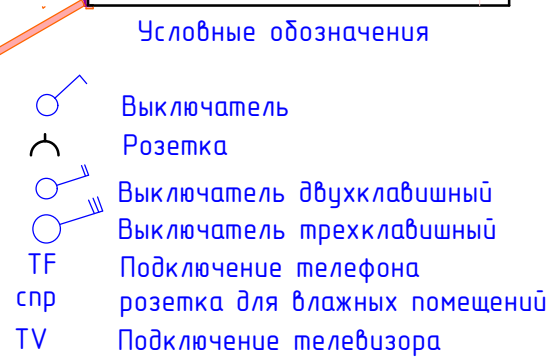 Условные обозначения
Выключатель
Розетка
Выключатель двухклавишный
Выключатель трехклавишный
TF Подключение телефона
спр розетка для влажных помещений
TV Подключение телевизора